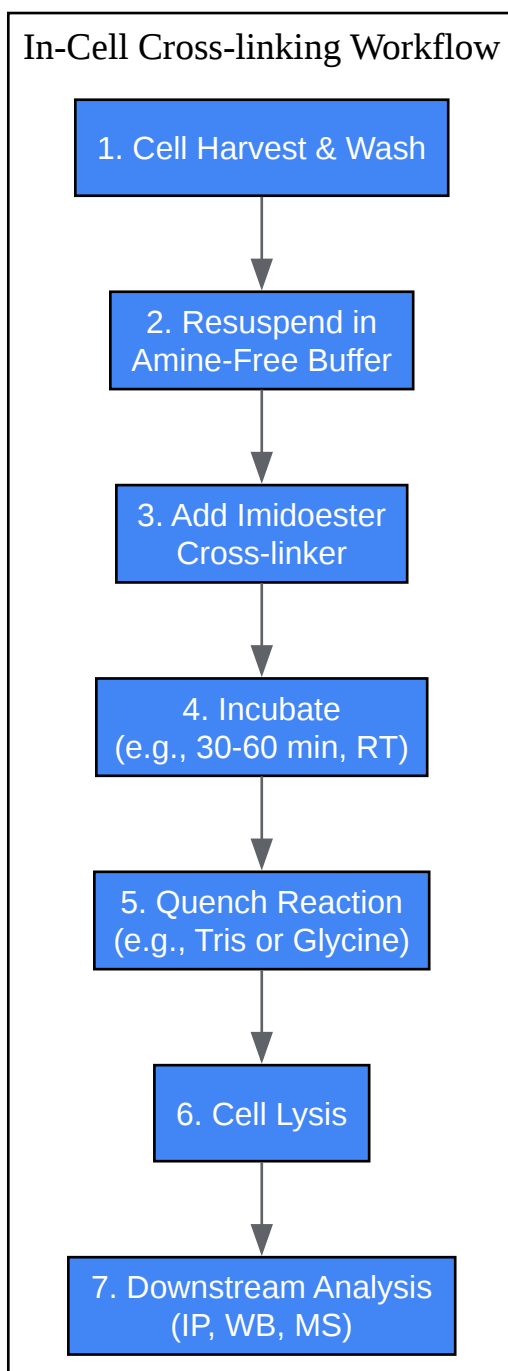 In-Cell Cross-linking Workflow
1. Cell Harvest & Wash
2. Resuspend in
Amine-Free Buffer
3. Add Imidoester
Cross-linker
4. Incubate
(e.g., 30-60 min, RT)
5. Quench Reaction
(e.g., Tris or Glycine)
6. Cell Lysis
7. Downstream Analysis
(IP, WB, MS)